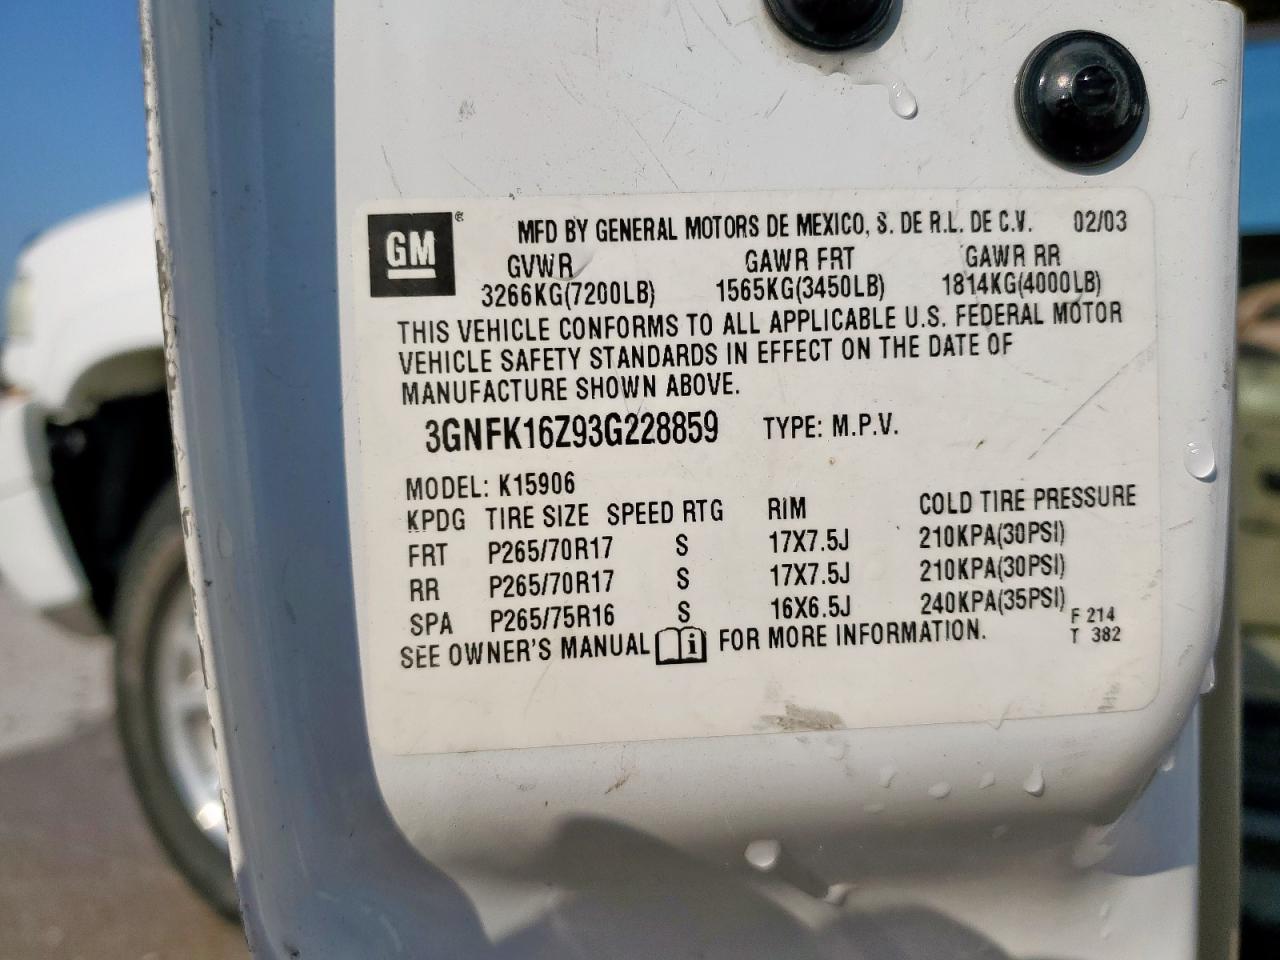 GM ® MFD BY GENERAL MOTORS DE MEXICO, S. DE R.L. DE C.V. 02/03
GVWR GAWR FRT GAWR RR
3266KG(7200LB) 1565KG(3450LB) 1814KG(4000LB)
THIS VEHICLE CONFORMS TO ALL APPLICABLE U.S. FEDERAL MOTOR
VEHICLE SAFETY STANDARDS IN EFFECT ON THE DATE OF
MANUFACTURE SHOWN ABOVE.
3GNFK16Z93G228859 TYPE: M.P.V.
MODEL: K15906
KPDG TIRE SIZE SPEED RTG RIM COLD TIRE PRESSURE
FRT P265/70R17 S 17X7.5J 210KPA(30PSI)
RR P265/70R17 S 17X7.5J 210KPA(30PSI)
SPA P265/75R16 S 16X6.5J 240KPA(35PSI)
F 214
SEE OWNER'S MANUAL i FOR MORE INFORMATION. T 382